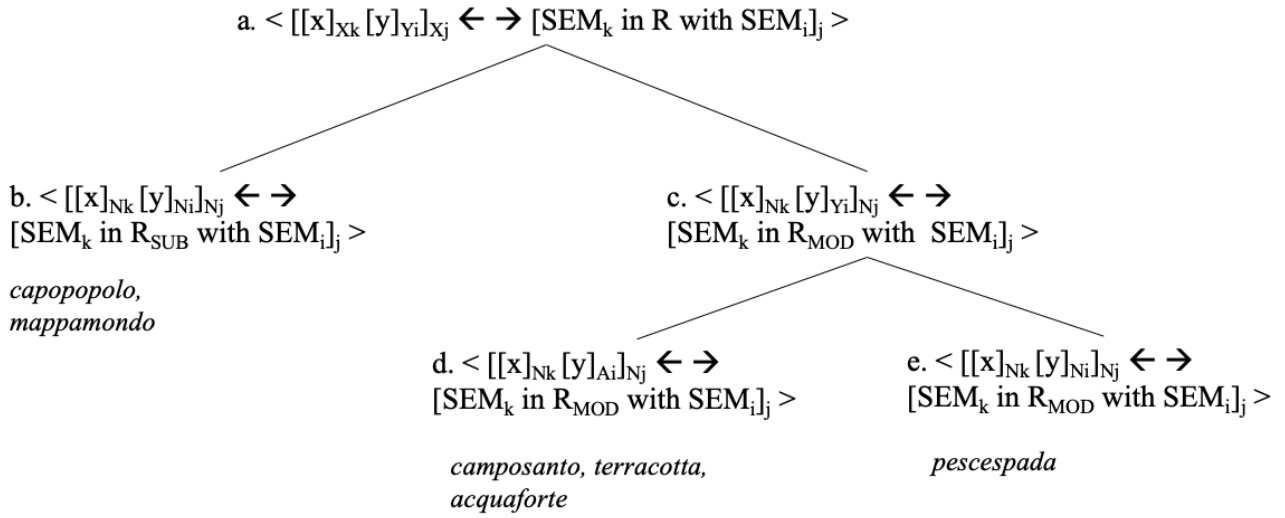 a. < [[x]Xk [y]Yi]Xj ← → [SEMk in R with SEMi]j >
b. < [[x]Nk [y]Ni]Nj ← →
[SEMk in RSUB with SEMi]j >
capopopolo,
mappamondo
c. < [[x]Nk [y]Yi]Nj ← →
[SEMk in RMOD with SEMi]j >
d. < [[x]Nk [y]Ai]Nj ← →
[SEMk in RMOD with SEMi]j >
camposanto, terracotta,
acquaforte
e. < [[x]Nk [y]Ni]Nj ← →
[SEMk in RMOD with SEMi]j >
pescespada